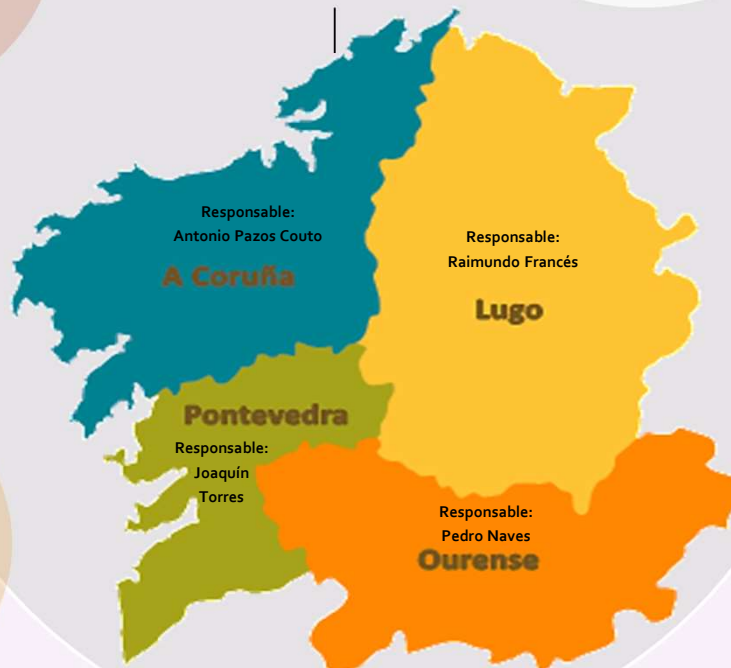 Responsable:
Antonio Pazos Couto
A Coruña
Responsable:
Raimundo Francés
Lugo
Pontevedra
Responsable:
Joaquín
Torres
Responsable:
Pedro Naves
Ourense